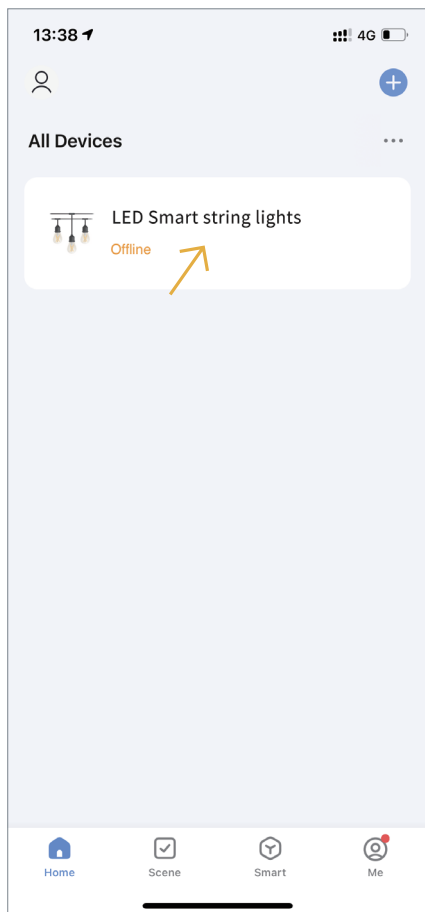 13:38 4G
All Devices
LED Smart string lights
Offline
Home Scene Smart Me